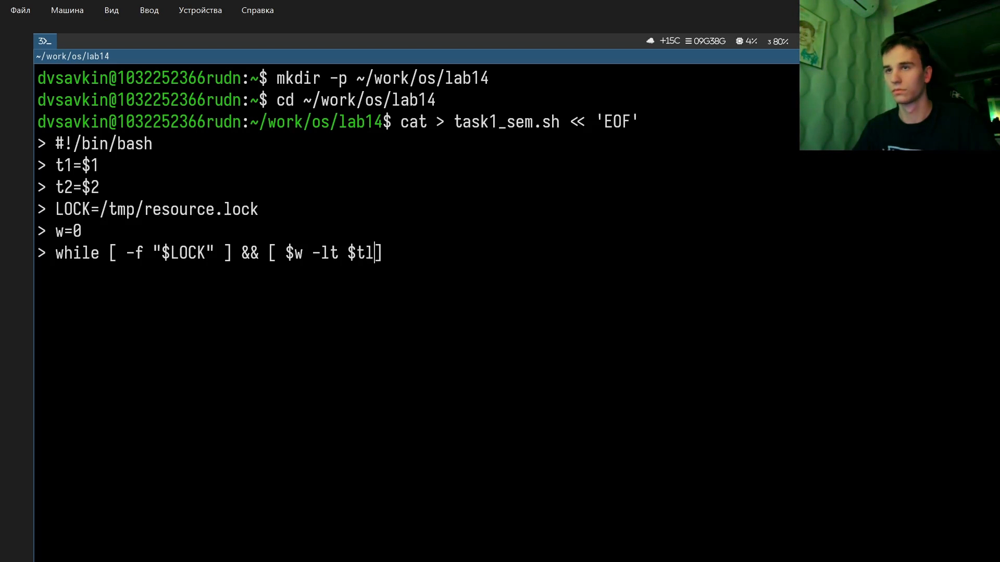 Файл Машина Вид Ввод Устройства Справка
3 +15C 09G38G 4% 3 80%
~/work/os/lab14
dvsavkin@1032252366rudn:~$ mkdir -p ~/work/os/lab14
dvsavkin@1032252366rudn:~$ cd ~/work/os/lab14
dvsavkin@1032252366rudn:~/work/os/lab14$ cat > task1_sem.sh << 'EOF'
> #!/bin/bash
> t1=$1
> t2=$2
> LOCK=/tmp/resource.lock
> w=0
> while [ -f "$LOCK" ] && [ $w -lt $tl]